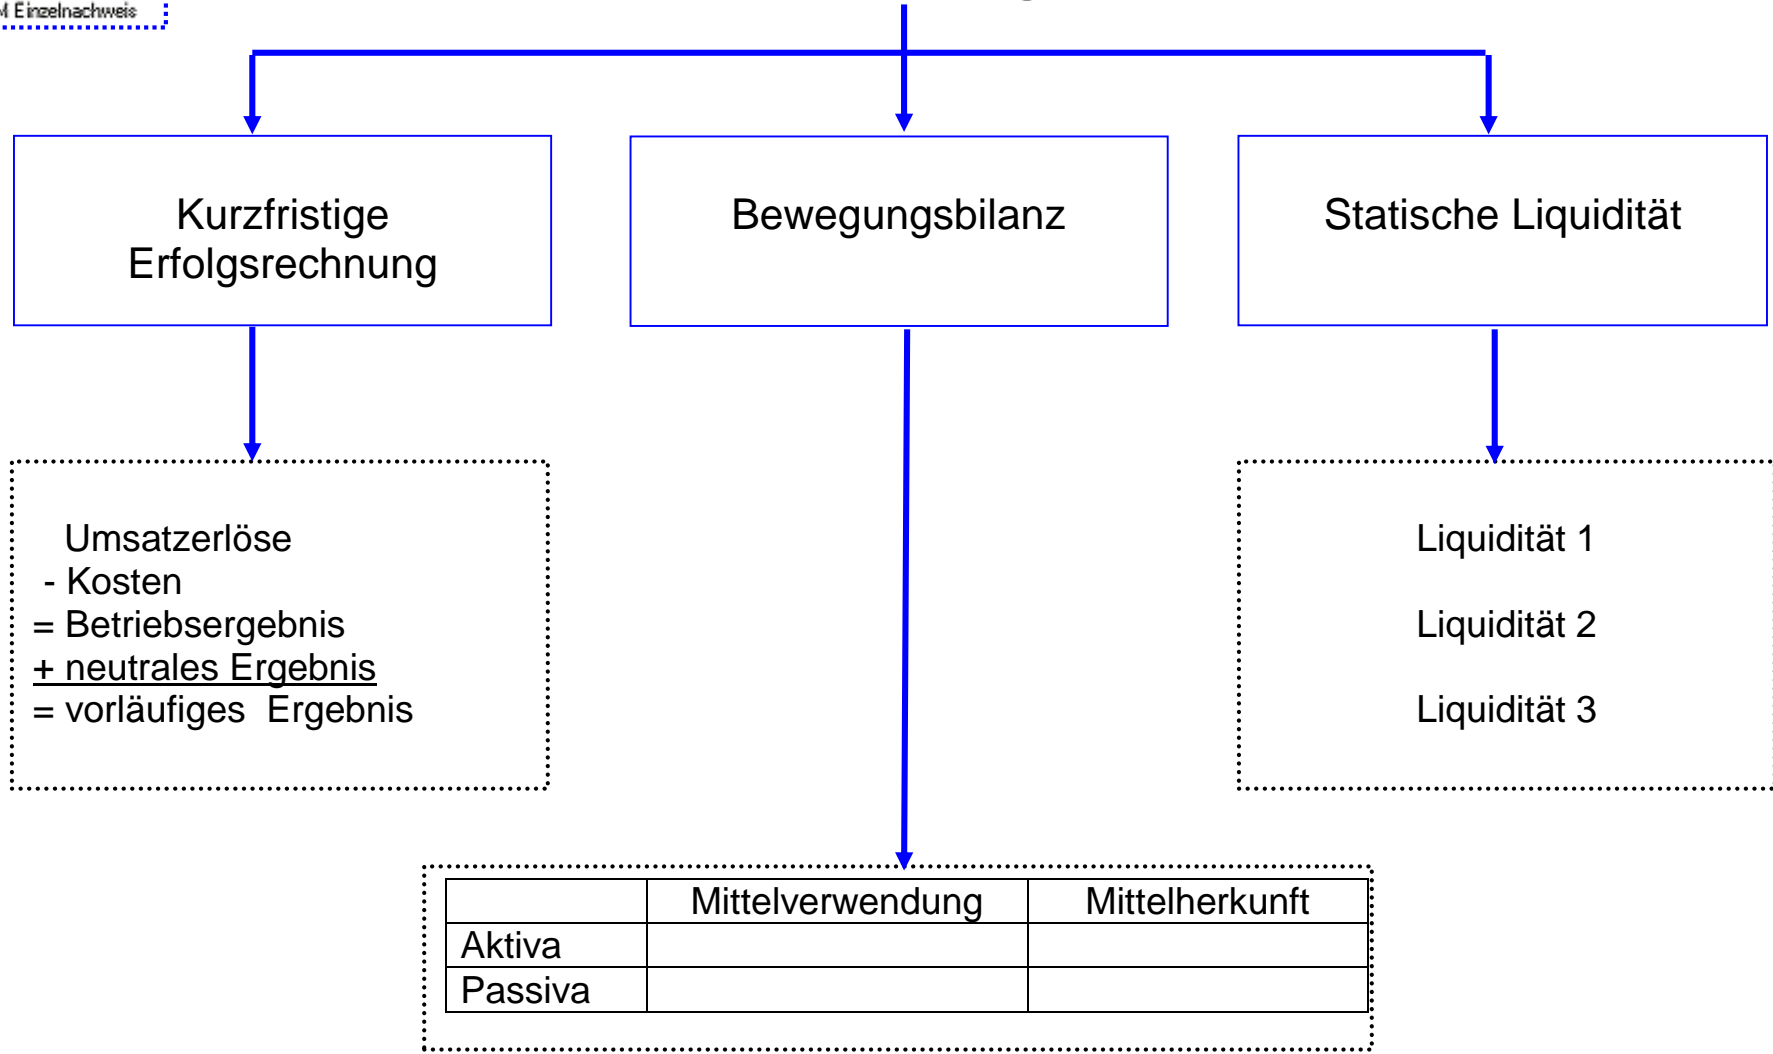 Einzelnachweis
Kurzfristige
Erfolgsrechnung
Bewegungsbilanz
Statische Liquidität
Umsatzerlöse
- Kosten
= Betriebsergebnis
+ neutrales Ergebnis
= vorläufiges Ergebnis
Liquidität 1
Liquidität 2
Liquidität 3
Mittelverwendung Mittelherkunft
Aktiva
Passiva